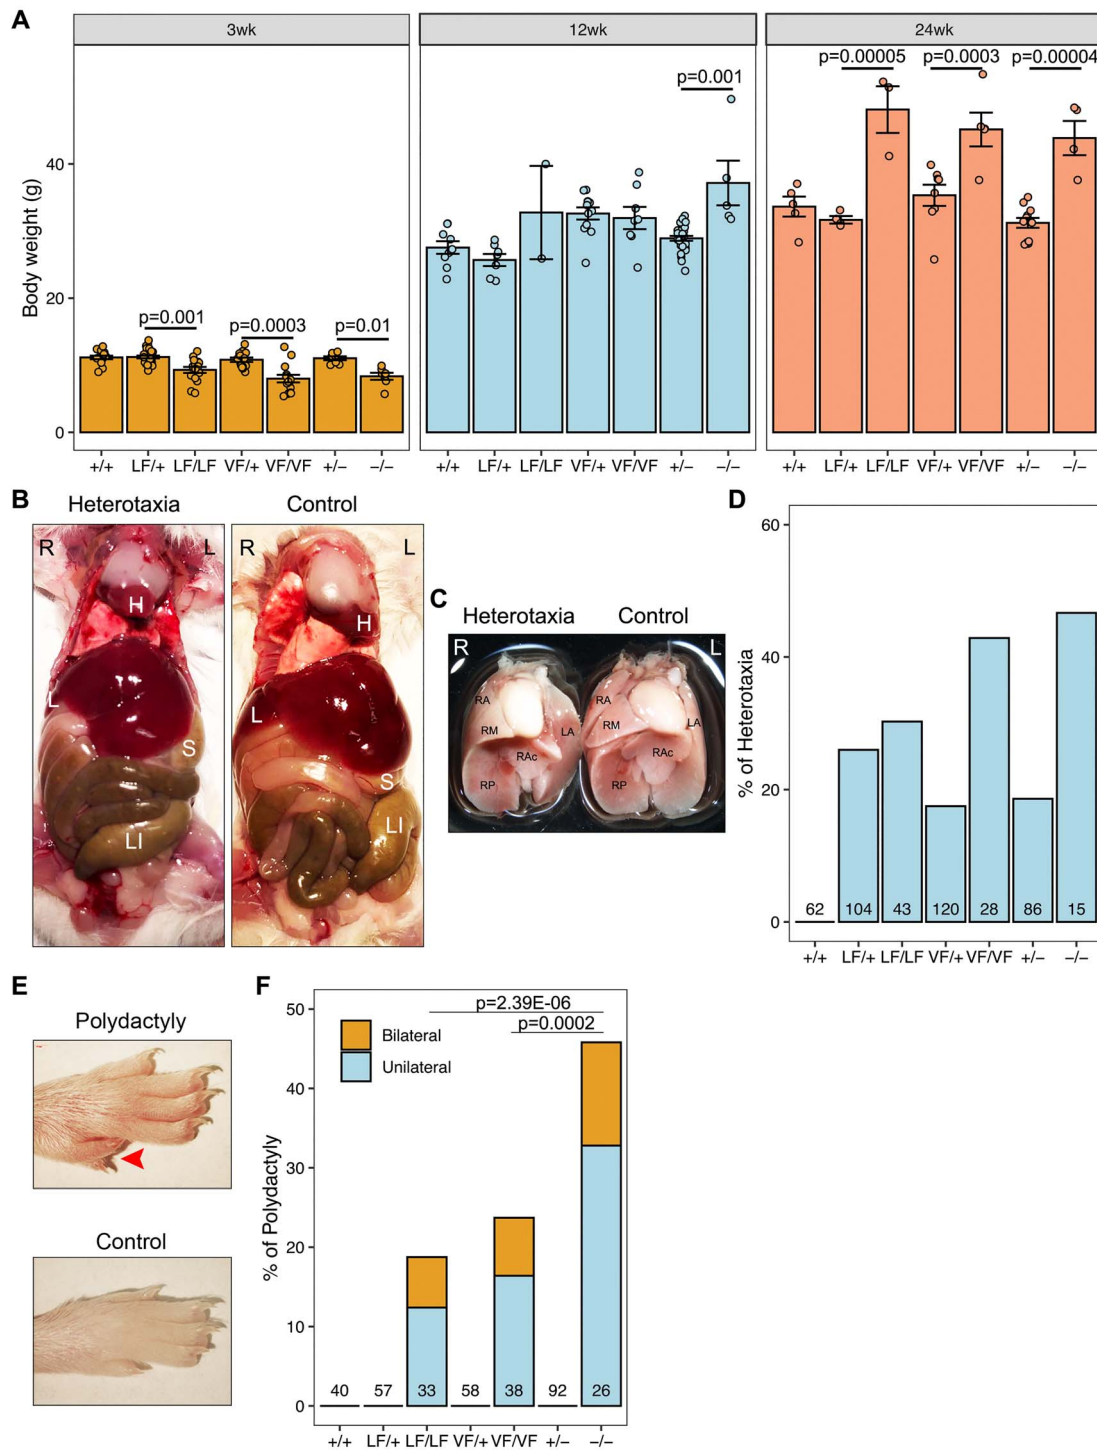 A
3wk 12wk 24wk
p=0.00005 p=0.0003 p=0.00004
p=0.001
p=0.001 p=0.0003 p=0.01
Body weight (g)
40
20
0
+/+ LF/+ LF/LF VF/+ VF/VF +/− −/− +/+ LF/+ LF/LF VF/+ VF/VF +/− −/− +/+ LF/+ LF/LF VF/+ VF/VF +/− −/−
B
Heterotaxia Control
R L R L
H H
L L
S S
LI LI
C
Heterotaxia Control
R L
RA RA
RM LA RM LA
RAc RAc
RP RP
D
% of Heterotaxia
60
40
20
0
62 104 43 120 28 86 15
+/+ LF/+ LF/LF VF/+ VF/VF +/− −/−
E
Polydactyly
Control
F
p=2.39E-06
p=0.0002
Bilateral
Unilateral
% of Polydactyly
50
40
30
20
10
0
40 57 33 58 38 92 26
+/+ LF/+ LF/LF VF/+ VF/VF +/− −/−